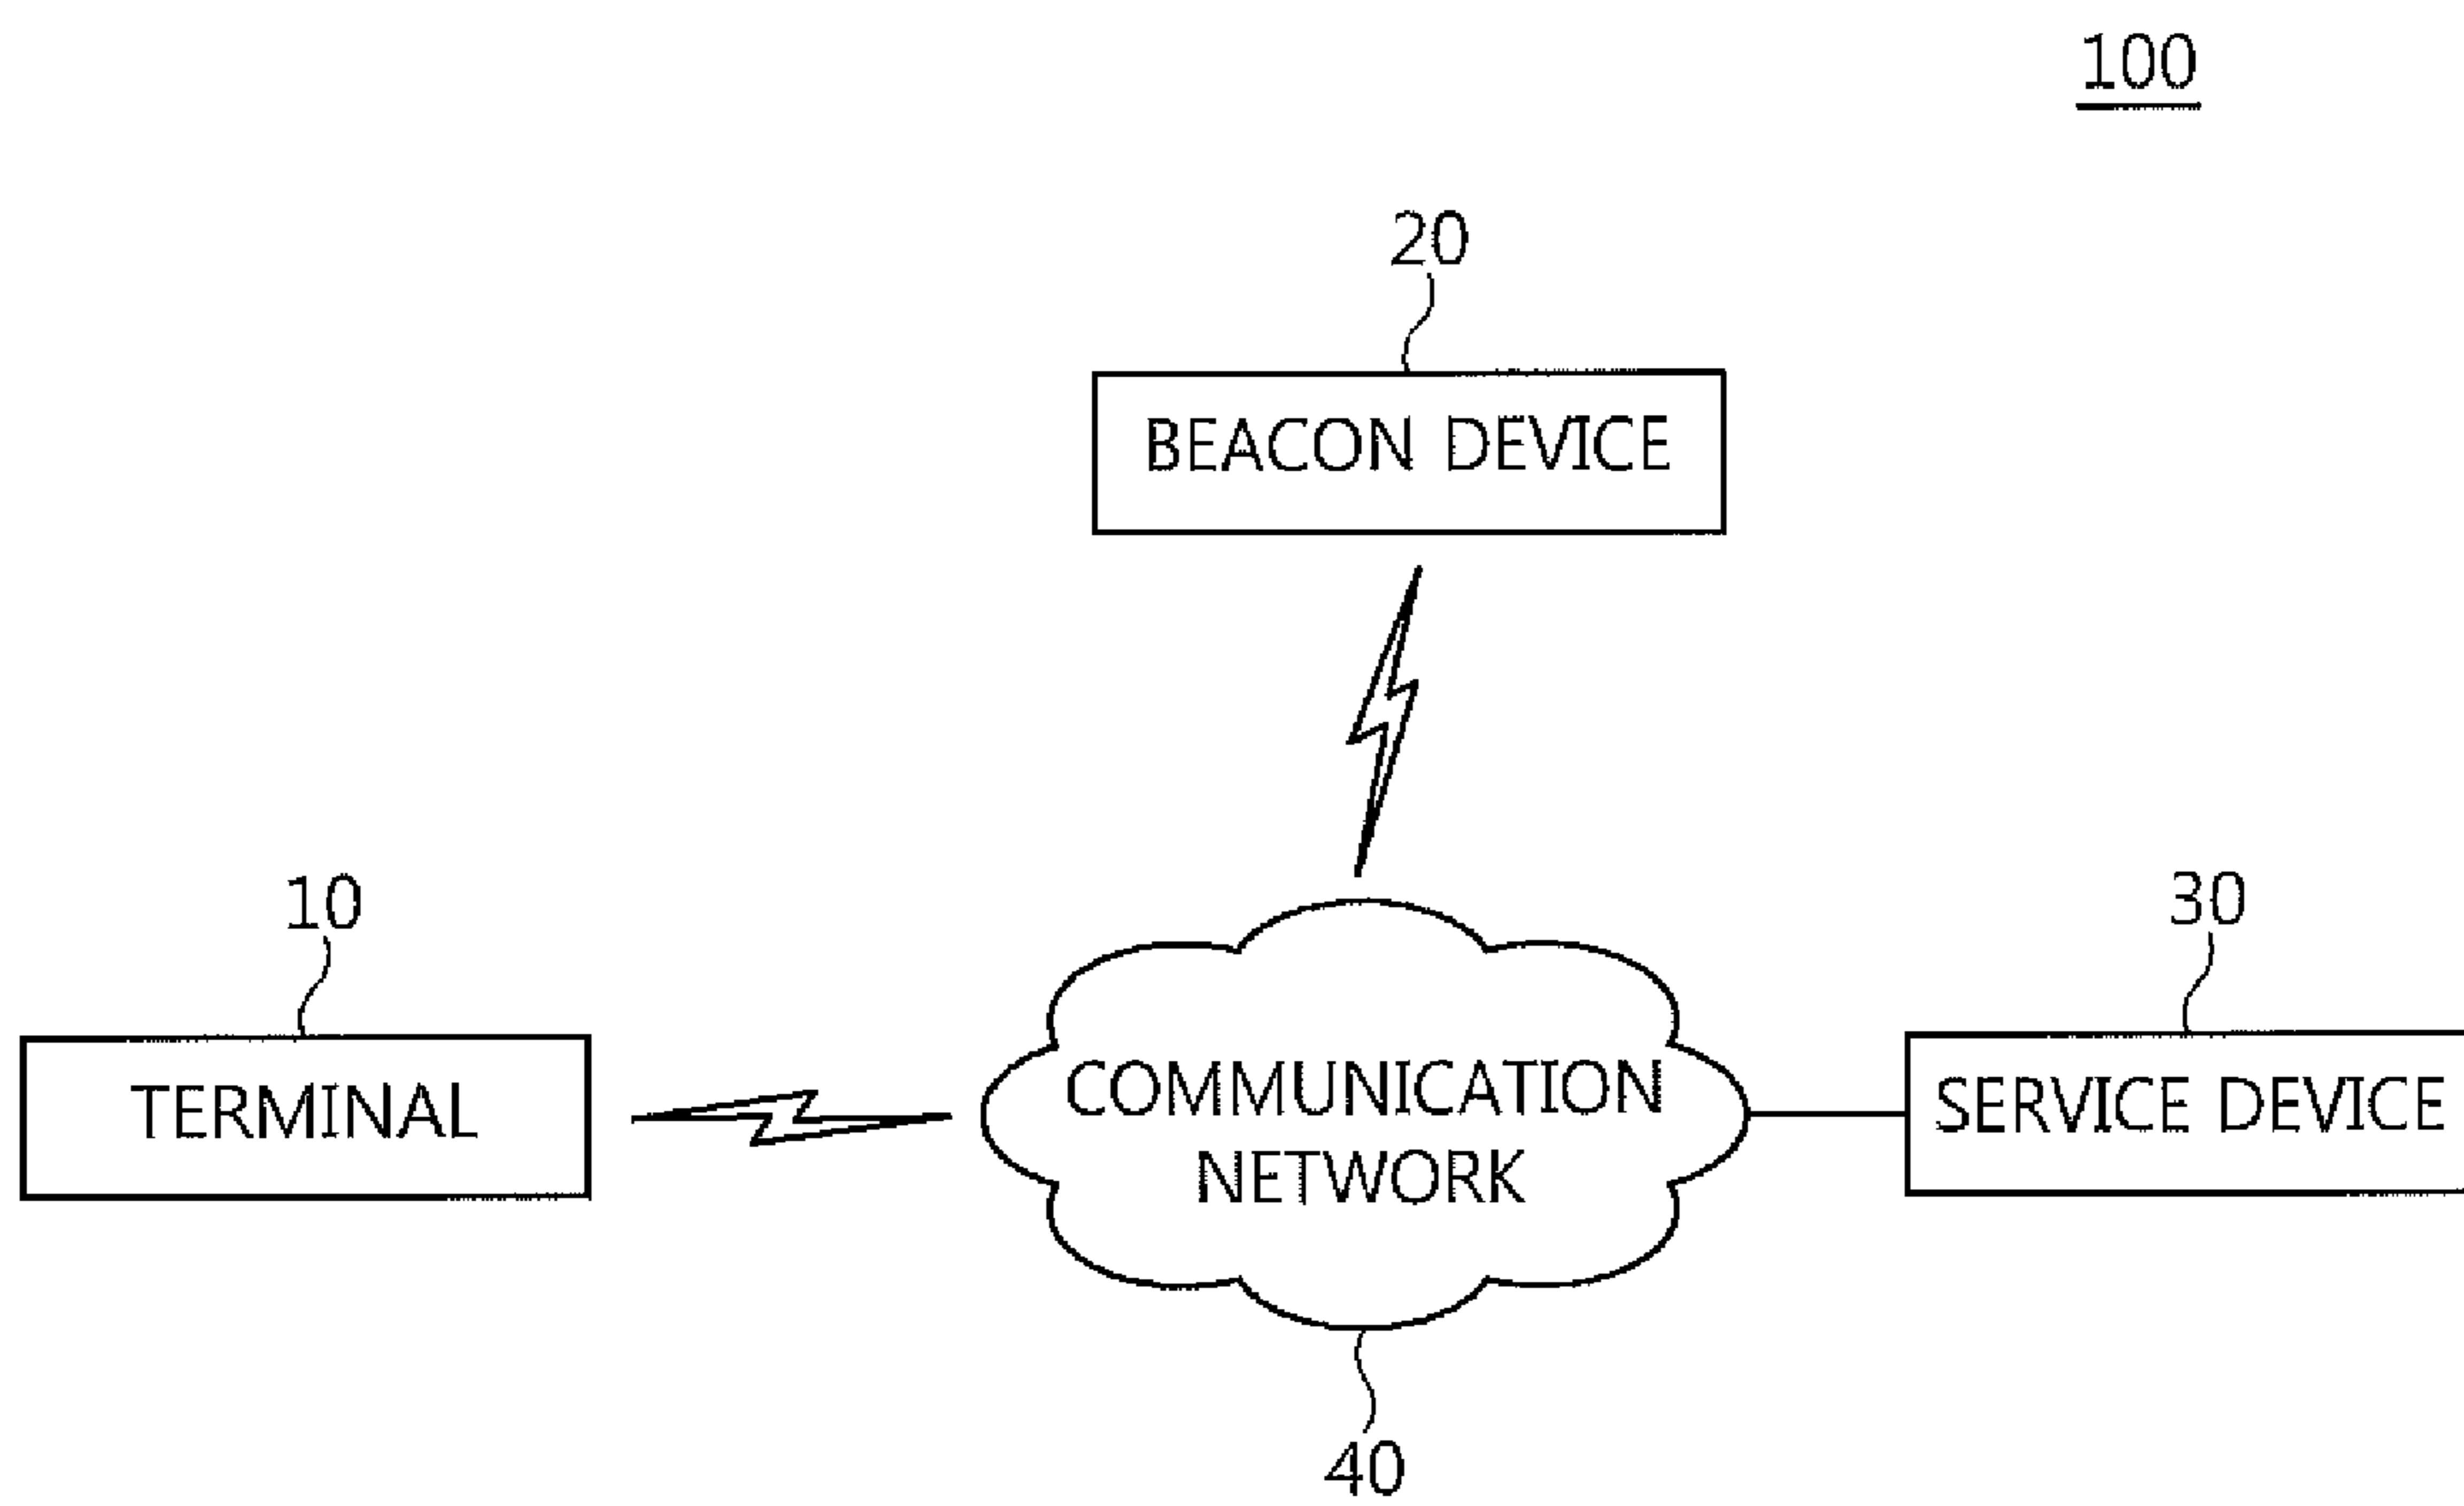 100
20
BEACON DEVICE
10
30
TERMINAL
COMMUNICATION
NETWORK
SERVICE DEVICE
40